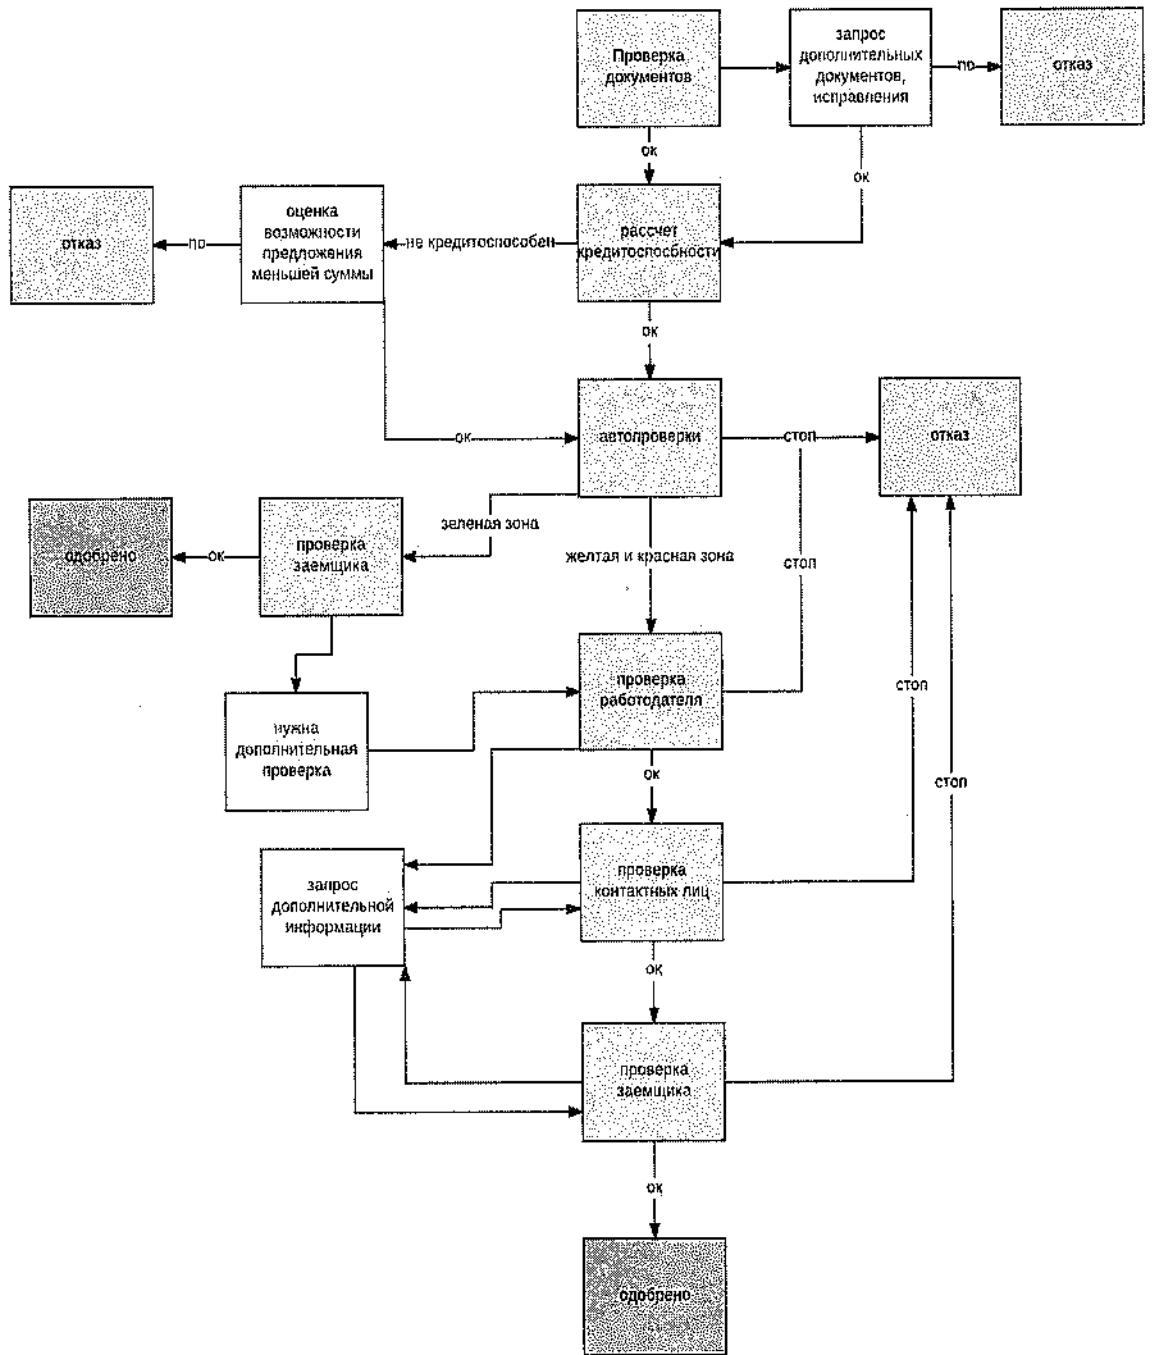 Проверка
документов
запрос
дополнительных
документов,
исправления
no
отказ
ок
ок
отказ
no
оценка
возможности
предложения
меньшей суммы
не кредитоспособен
рассчет
кредитоспосбности
ок
ок
автопроверки
стоп
отказ
зеленая зона
одобрено
ок
проверка
заемщика
желтая и красная зона
стоп
проверка
работодателя
стоп
нужна
дополнительная
проверка
ок
стоп
запрос
дополнительной
информации
проверка
контактных лиц
ок
проверка
заемщика
ок
одобрено